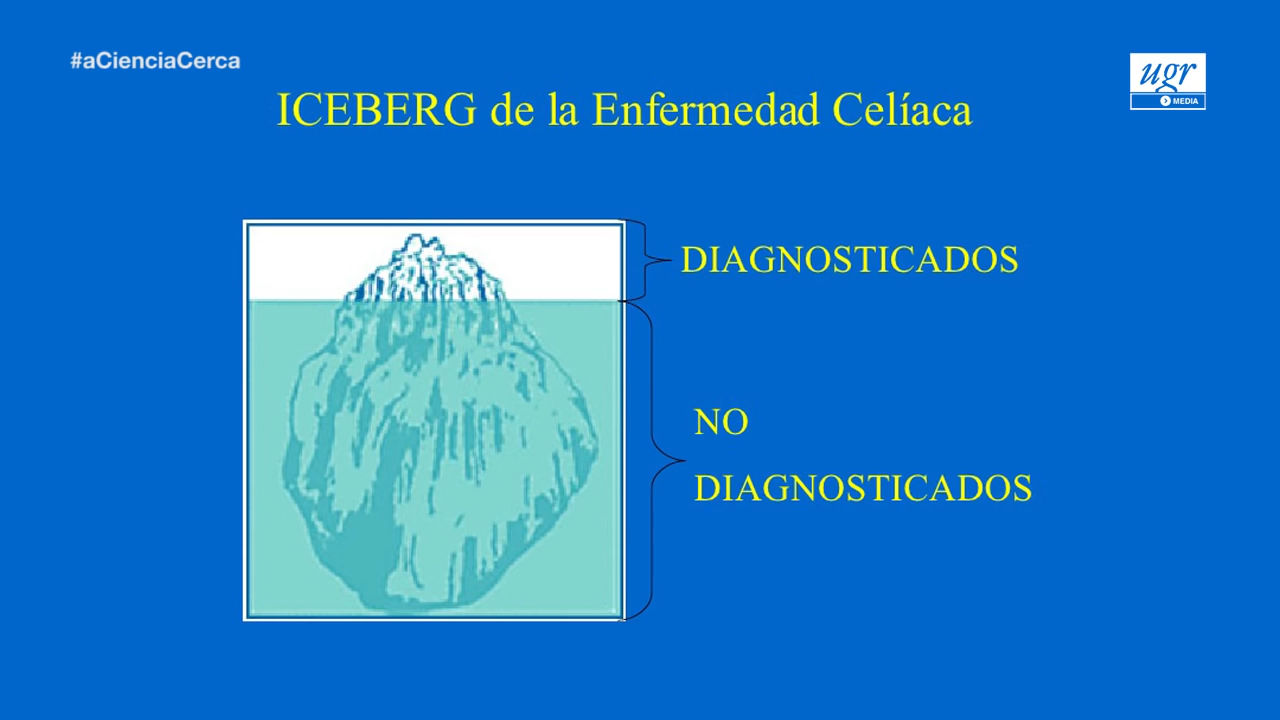 #aCienciaCerca
ugr
MEDIA
ICEBERG de la Enfermedad Celíaca
DIAGNOSTICADOS
NO
DIAGNOSTICADOS